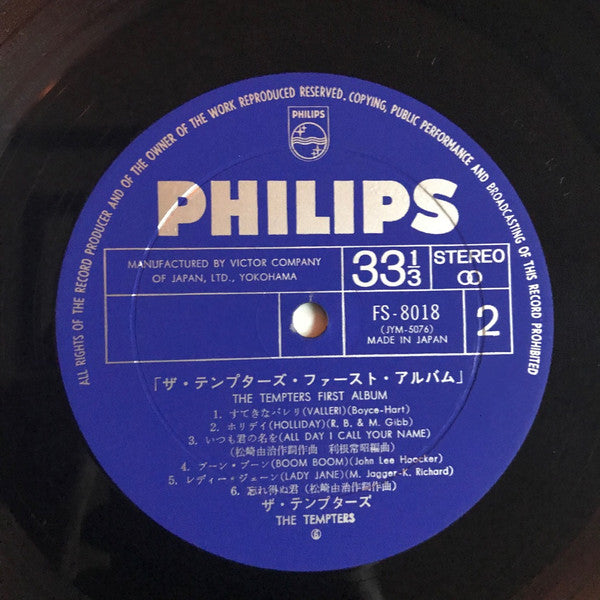 ALL RIGHTS OF THE RECORD PRODUCER AND OF THE OWNER OF THE WORK REPRODUCED RESERVED. COPYING, PUBLIC PERFORMANCE AND BROADCASTING OF THIS RECORD PROHIBITED
PHILIPS
PHILIPS
MANUFACTURED BY VICTOR COMPANY
OF JAPAN, LTD., YOKOHAMA
33 1/3
STEREO
FS-8018
(JYM-5076)
MADE IN JAPAN
2
「ザ・テンプターズ・ファースト・アルバム」
THE TEMPTERS FIRST ALBUM
1. すてきなバレリ(VALLERI)(Boyce-Hart)
2. ホリデイ(HOLLIDAY)(R. B. & M. Gibb)
3. いつも君の名を(ALL DAY I CALL YOUR NAME)
(松崎由治作詞作曲 利根常昭編曲)
4. ブーン・ブーン(BOOM BOOM)(John Lee Hoocker)
5. レディー・ジェーン(LADY JANE)(M. Jagger-K. Richard)
6. 忘れ得ぬ君(松崎由治作詞作曲)
ザ・テンプターズ
THE TEMPTERS